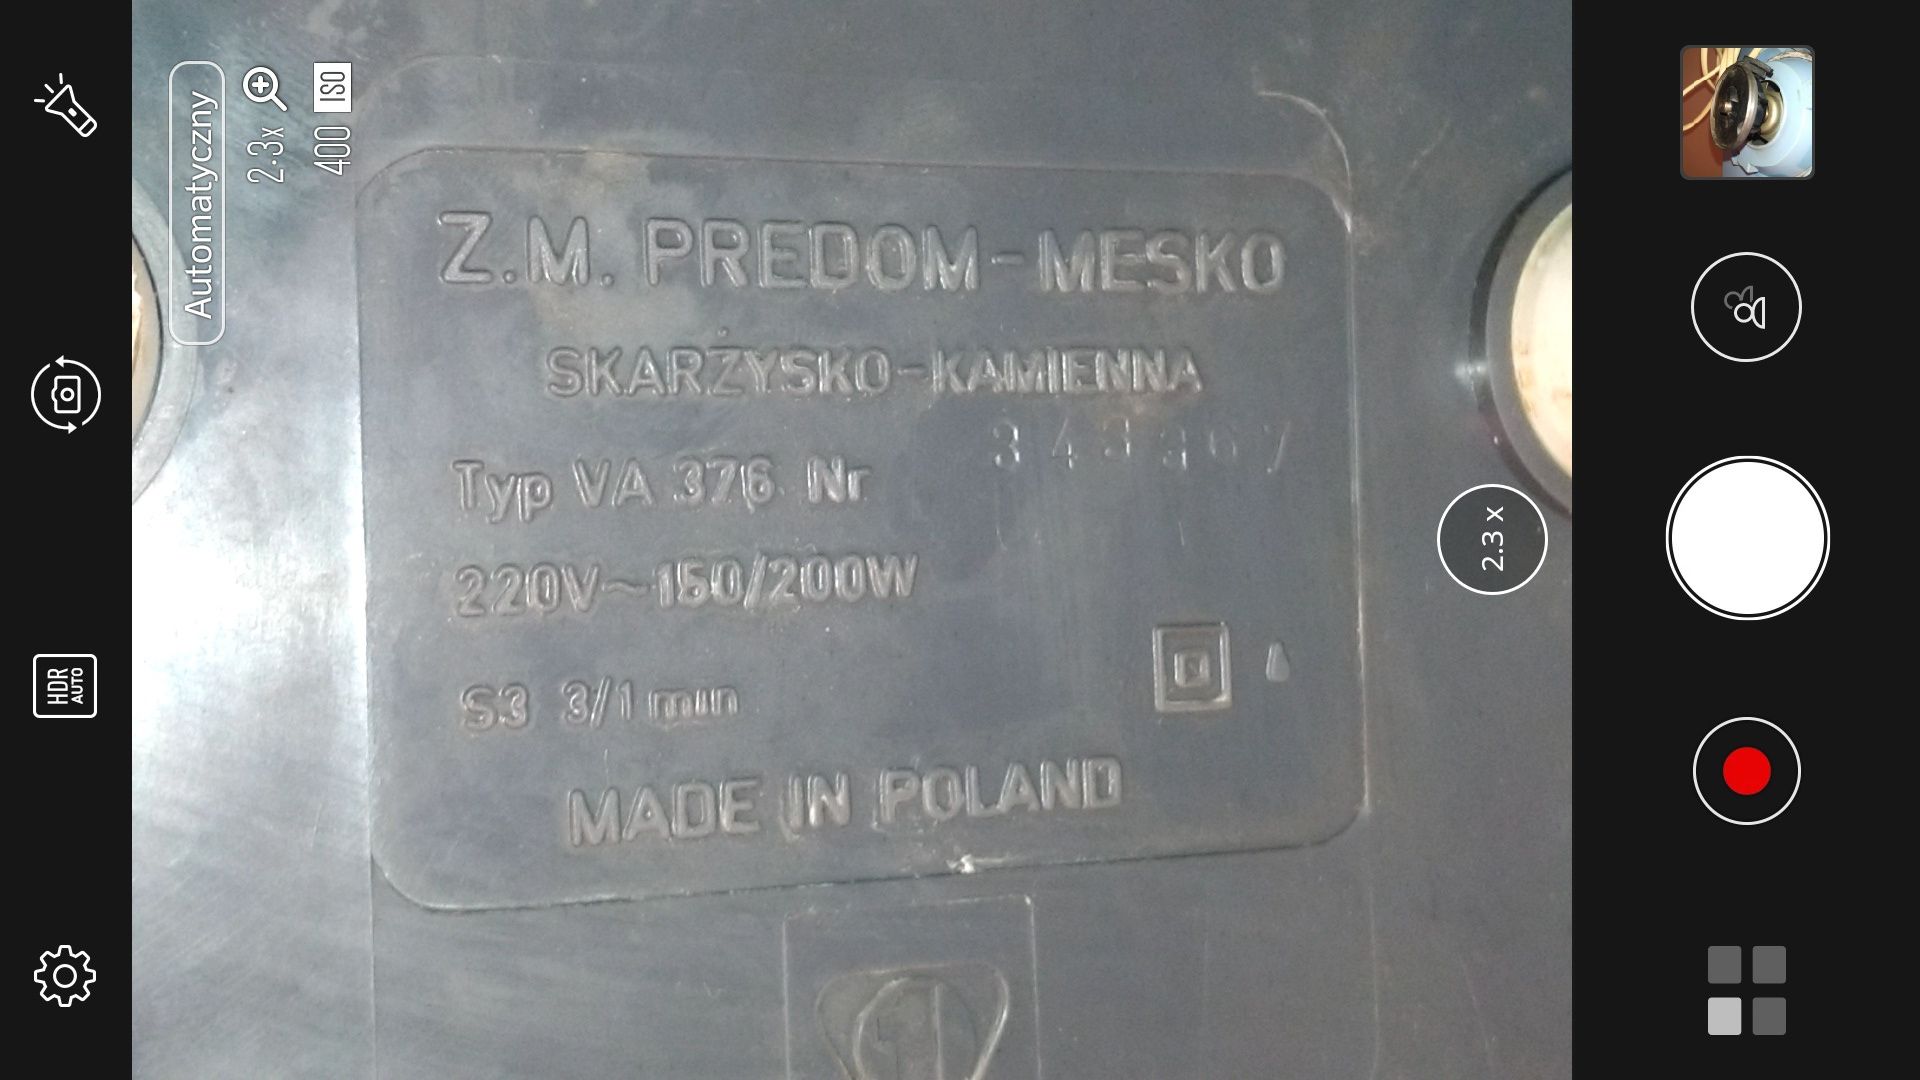 Z.M. PREDOM-MESKO
SKARŻYSKO-KAMIENNA
Typ VA 376 Nr 343367
220V~150/200W
S3 3/1 min
MADE IN POLAND
Automatyczny
2.3x
400 ISO
HDR
AUTO
2.3 x